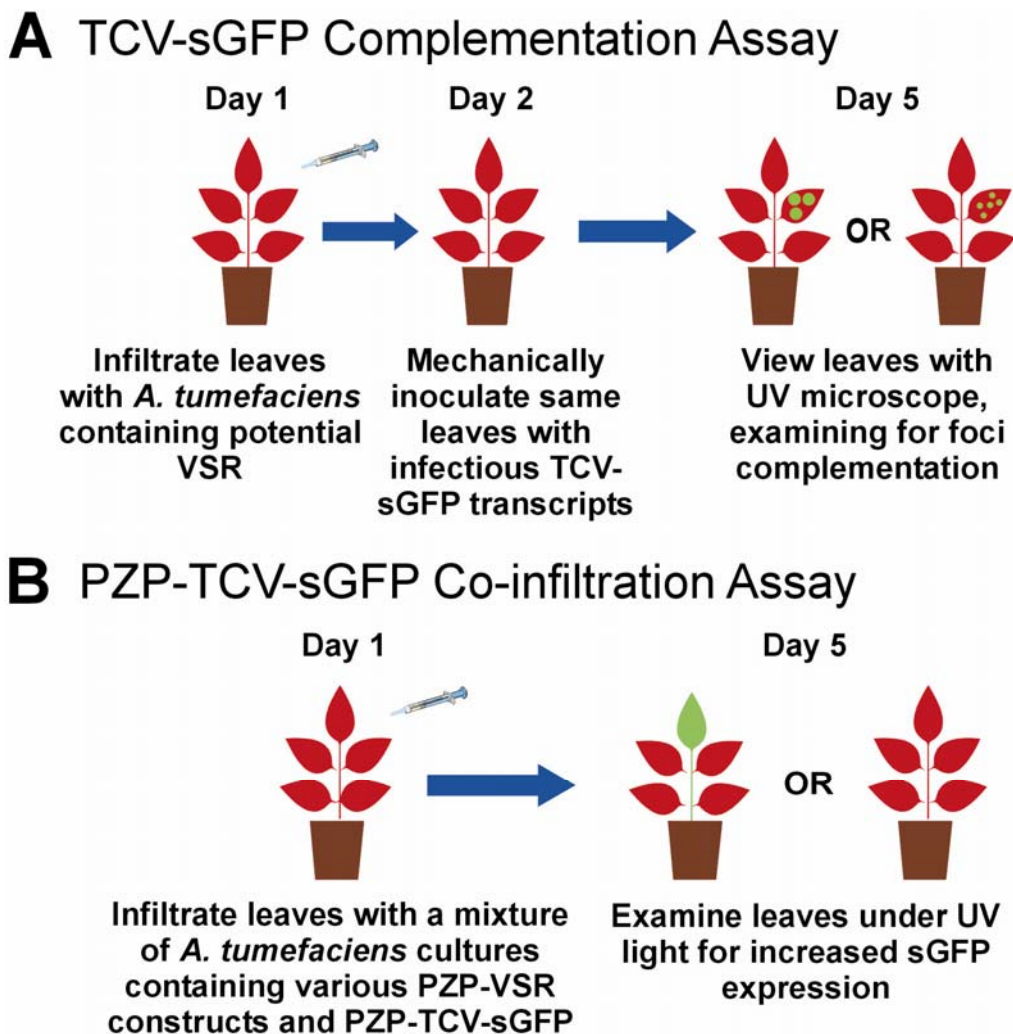 A TCV-sGFP Complementation Assay
Day 1
Day 2
Day 5
OR
Infiltrate leaves
with A. tumefaciens
containing potential
VSR
Mechanically
inoculate same
leaves with
infectious TCV-
sGFP transcripts
View leaves with
UV microscope,
examining for foci
complementation
B PZP-TCV-sGFP Co-infiltration Assay
Day 1
Day 5
OR
Infiltrate leaves with a mixture
of A. tumefaciens cultures
containing various PZP-VSR
constructs and PZP-TCV-sGFP
Examine leaves under UV
light for increased sGFP
expression